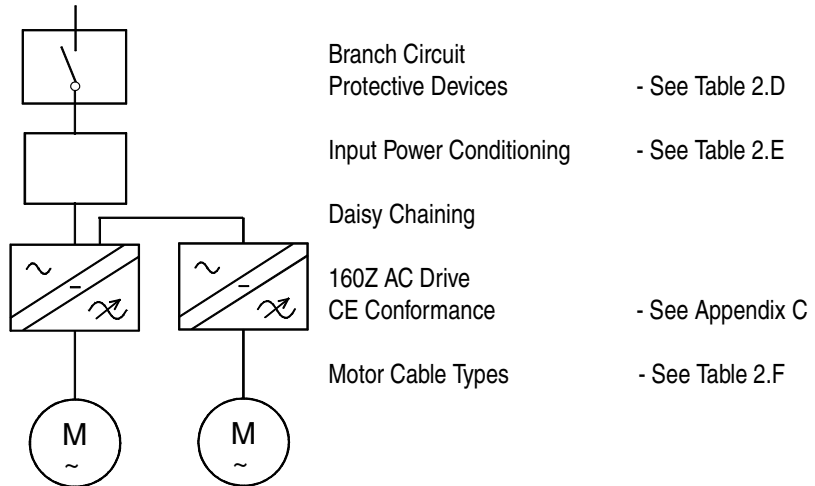 Branch Circuit
Protective Devices - See Table 2.D
Input Power Conditioning - See Table 2.E
Daisy Chaining
160Z AC Drive
CE Conformance - See Appendix C
Motor Cable Types - See Table 2.F
M
~
M
~